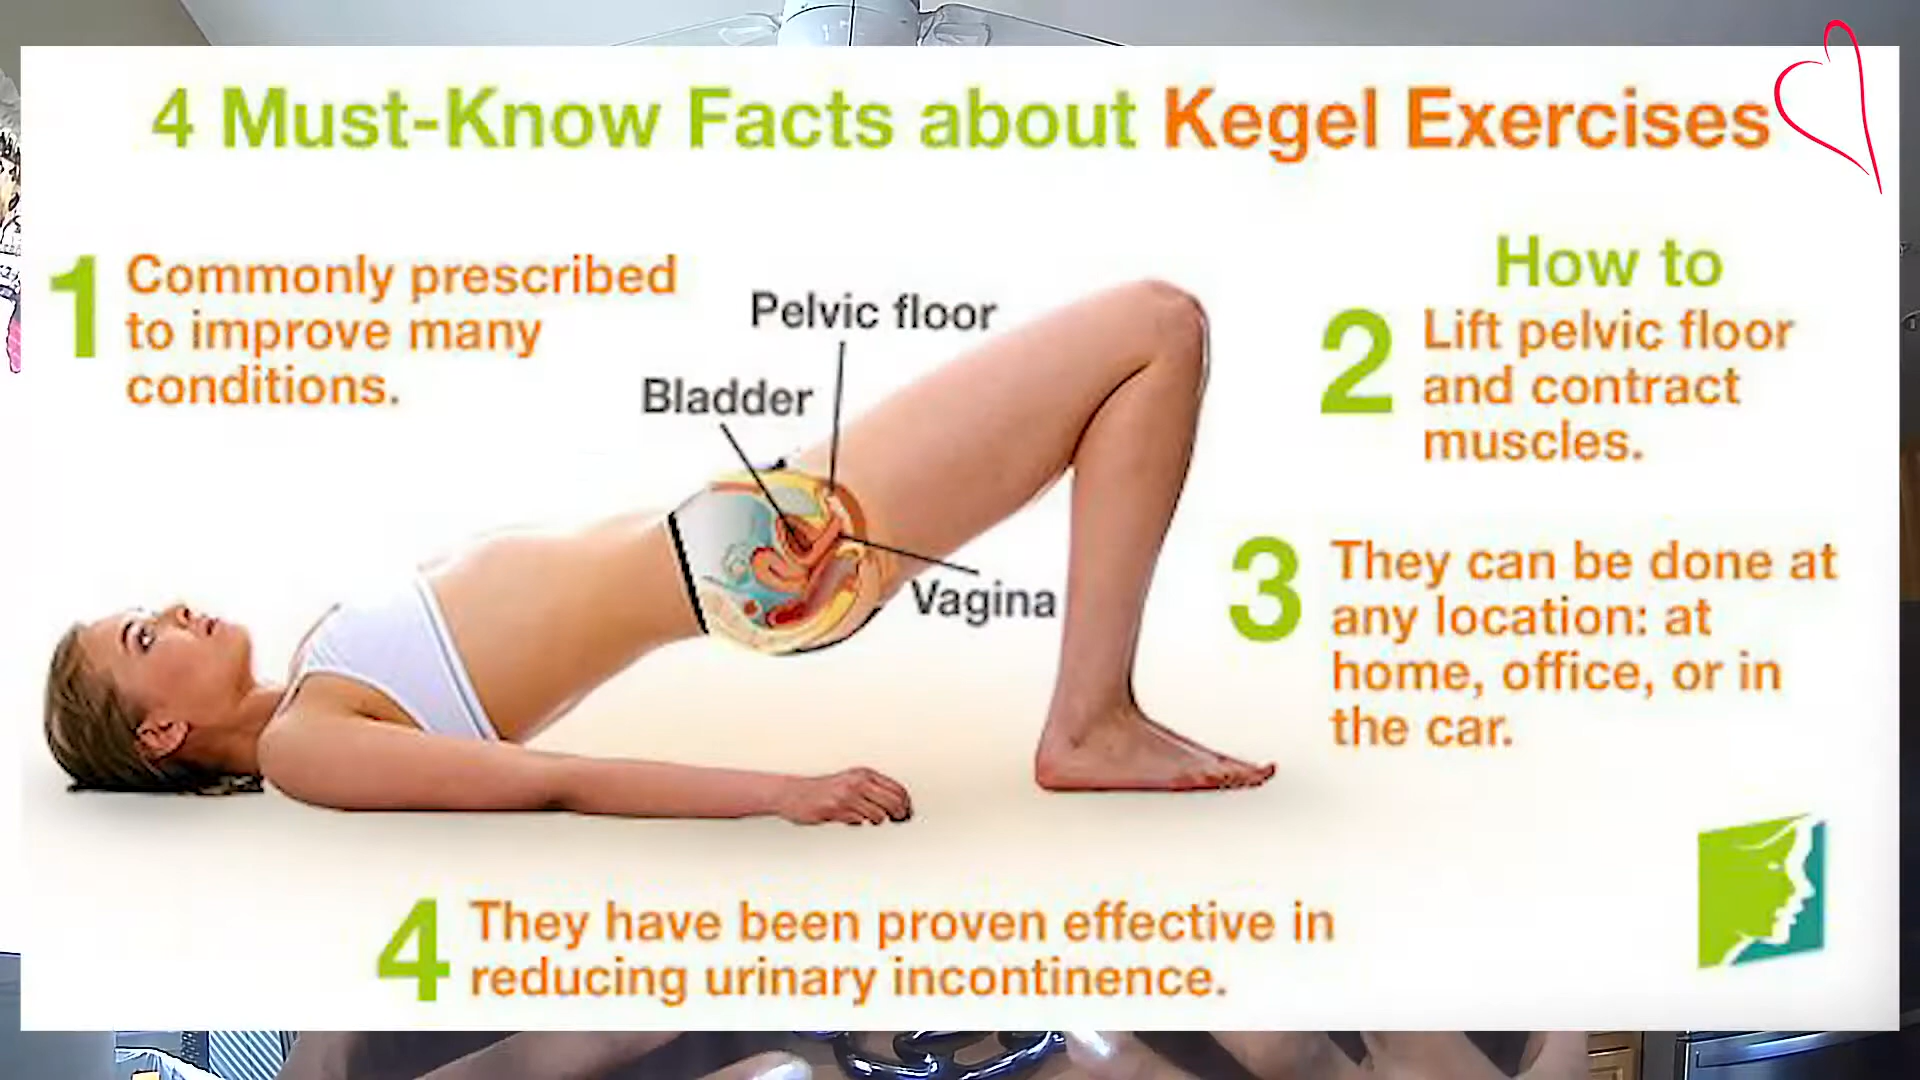 4 Must-Know Facts about Kegel Exercises
1 Commonly prescribed
to improve many
conditions.
Pelvic floor
Bladder
Vagina
How to
2 Lift pelvic floor
and contract
muscles.
3 They can be done at
any location: at
home, office, or in
the car.
4 They have been proven effective in
reducing urinary incontinence.